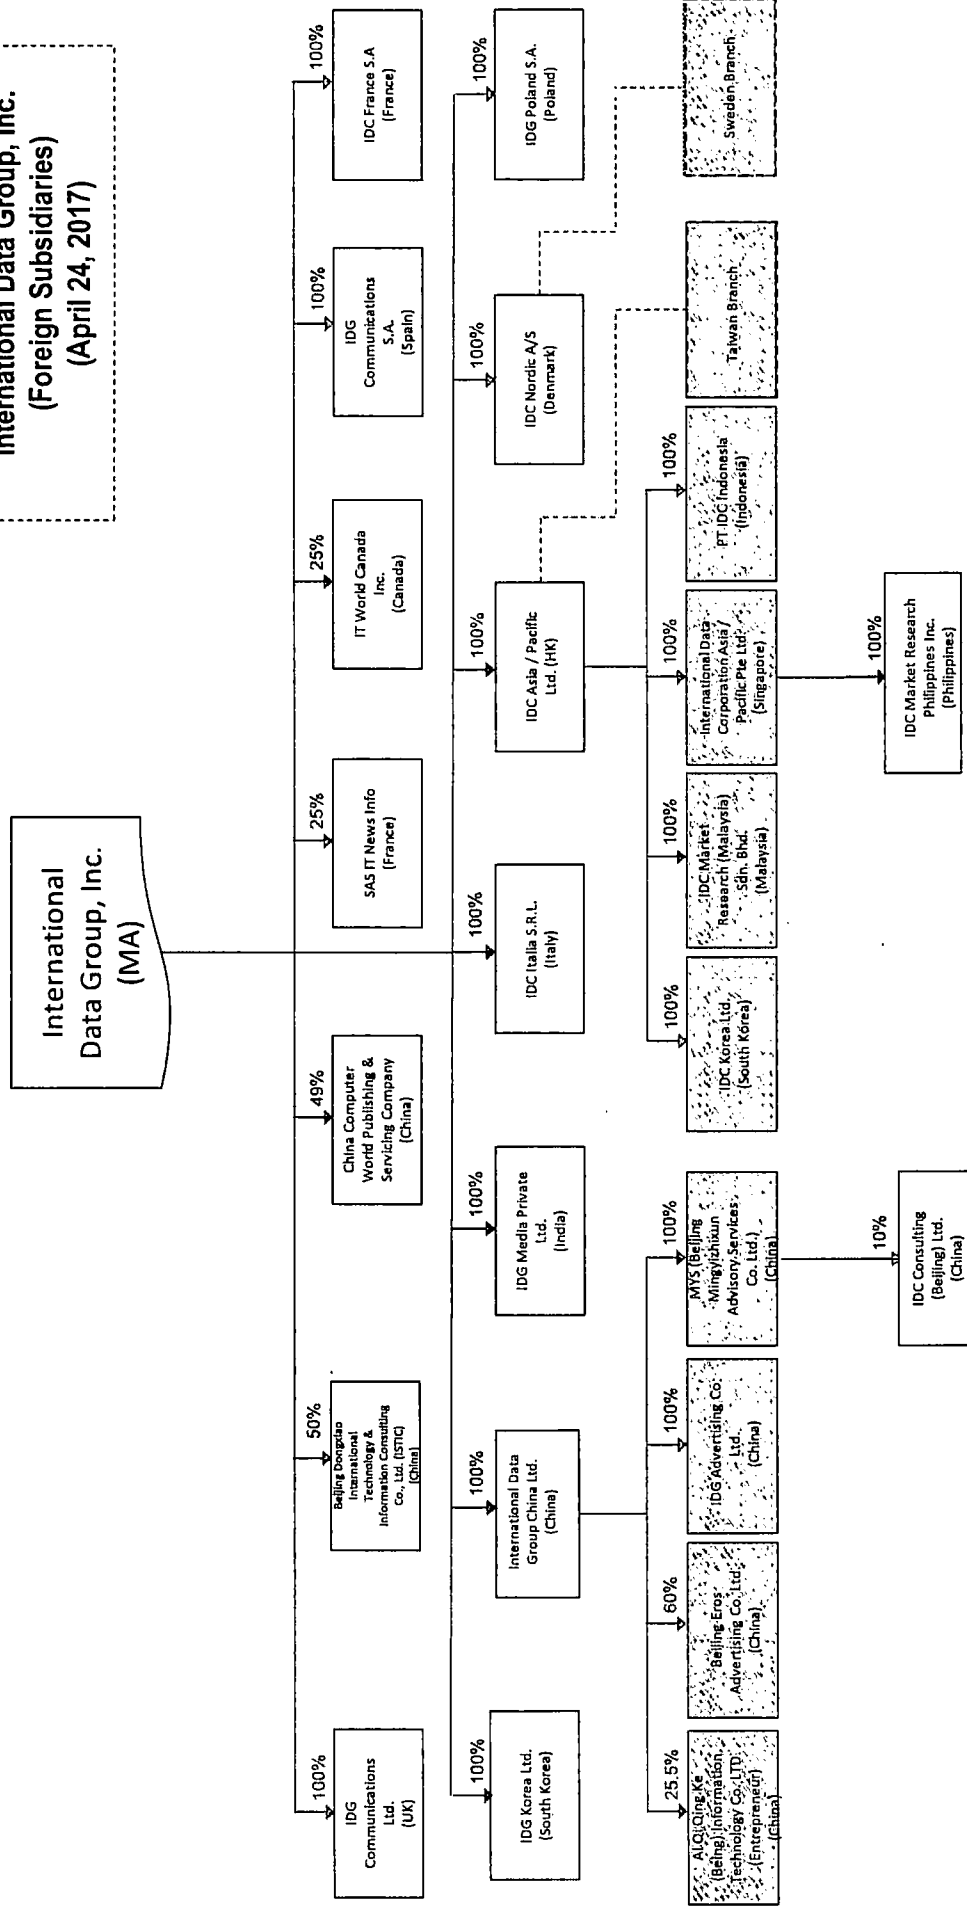 International Data Group, Inc.
(Foreign Subsidiaries)
(April 24, 2017)
International
Data Group, Inc.
(MA)
100%
IDG
Communications
Ltd.
(UK)
50%
Beijing Dongxiao
International
Technology &
Information Consulting
Co., Ltd. (ISTIC)
(China)
49%
China Computer
World Publishing &
Servicing Company
(China)
25%
SAS IT News Info
(France)
25%
IT World Canada
Inc.
(Canada)
100%
IDG
Communications
S.A.
(Spain)
100%
IDC France S.A
(France)
100%
IDG Korea Ltd.
(South Korea)
100%
International Data
Group China Ltd.
(China)
100%
IDG Media Private
Ltd.
(India)
100%
IDC Italia S.R.L.
(Italy)
100%
IDC Asia / Pacific
Ltd. (HK)
100%
IDC Nordic A/S
(Denmark)
100%
IDG Poland S.A.
(Poland)
25.5%
Ai Qi Qing Ke
(Being) Information
Technology Co. LTD
(Entrepreneur)
(China)
60%
Beijing Eros
Advertising Co. Ltd.
(China)
100%
IDG Advertising Co.
Ltd.
(China)
100%
MYS (Beijing
Mingyizhixun
Advisory Services
Co. Ltd.)
(China)
100%
IDC Korea Ltd.
(South Korea)
100%
IDC Market
Research (Malaysia)
Sdn. Bhd.
(Malaysia)
100%
International Data
Corporation Asia /
Pacific Pte Ltd.
(Singapore)
100%
PT IDC Indonesia
(Indonesia)
Taiwan Branch
Sweden Branch
10%
IDC Consulting
(Beijing) Ltd.
(China)
100%
IDC Market Research
Philippines Inc.
(Philippines)